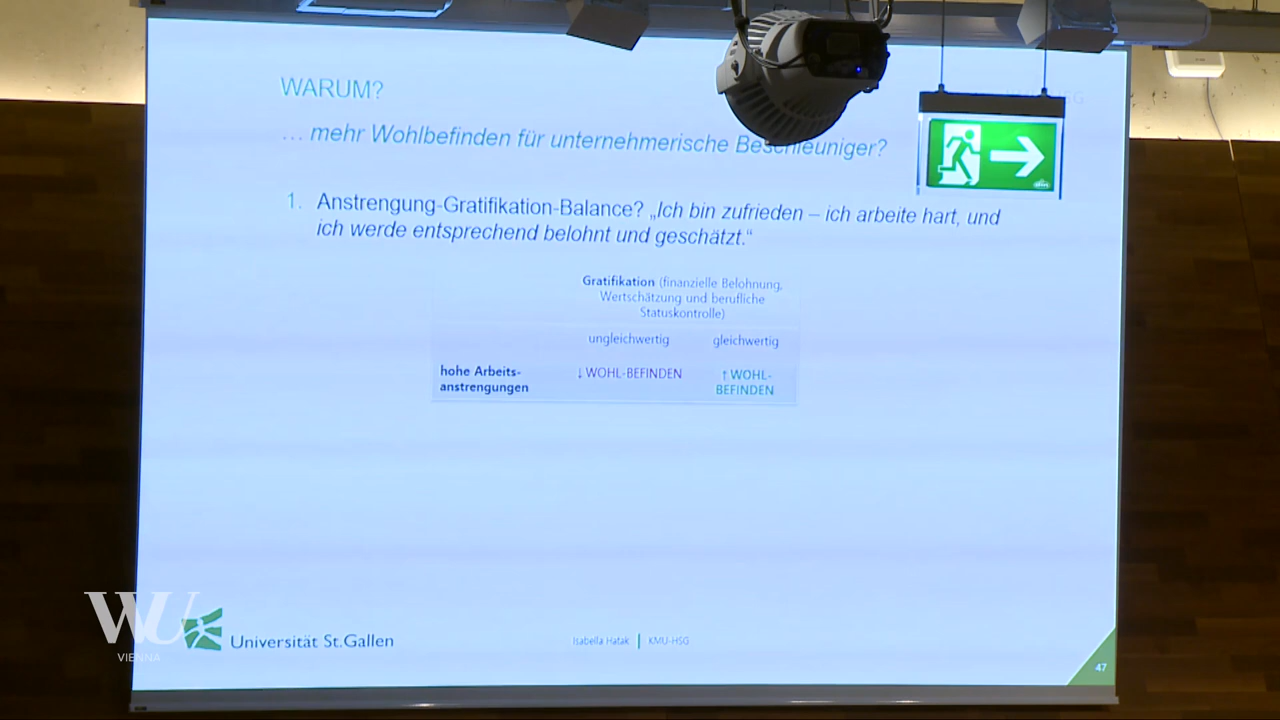 WARUM?
… mehr Wohlbefinden für unternehmerische Beschleuniger?
1. Anstrengung-Gratifikation-Balance? „Ich bin zufrieden – ich arbeite hart, und
ich werde entsprechend belohnt und geschätzt.“
Gratifikation (finanzielle Belohnung,
Wertschätzung und berufliche
Statuskontrolle)
ungleichwertig gleichwertig
hohe Arbeits-
anstrengungen
↓ WOHL-BEFINDEN
↑ WOHL-
BEFINDEN
WU
VIENNA
Universität St.Gallen
Isabella Hatak | KMU-HSG
47